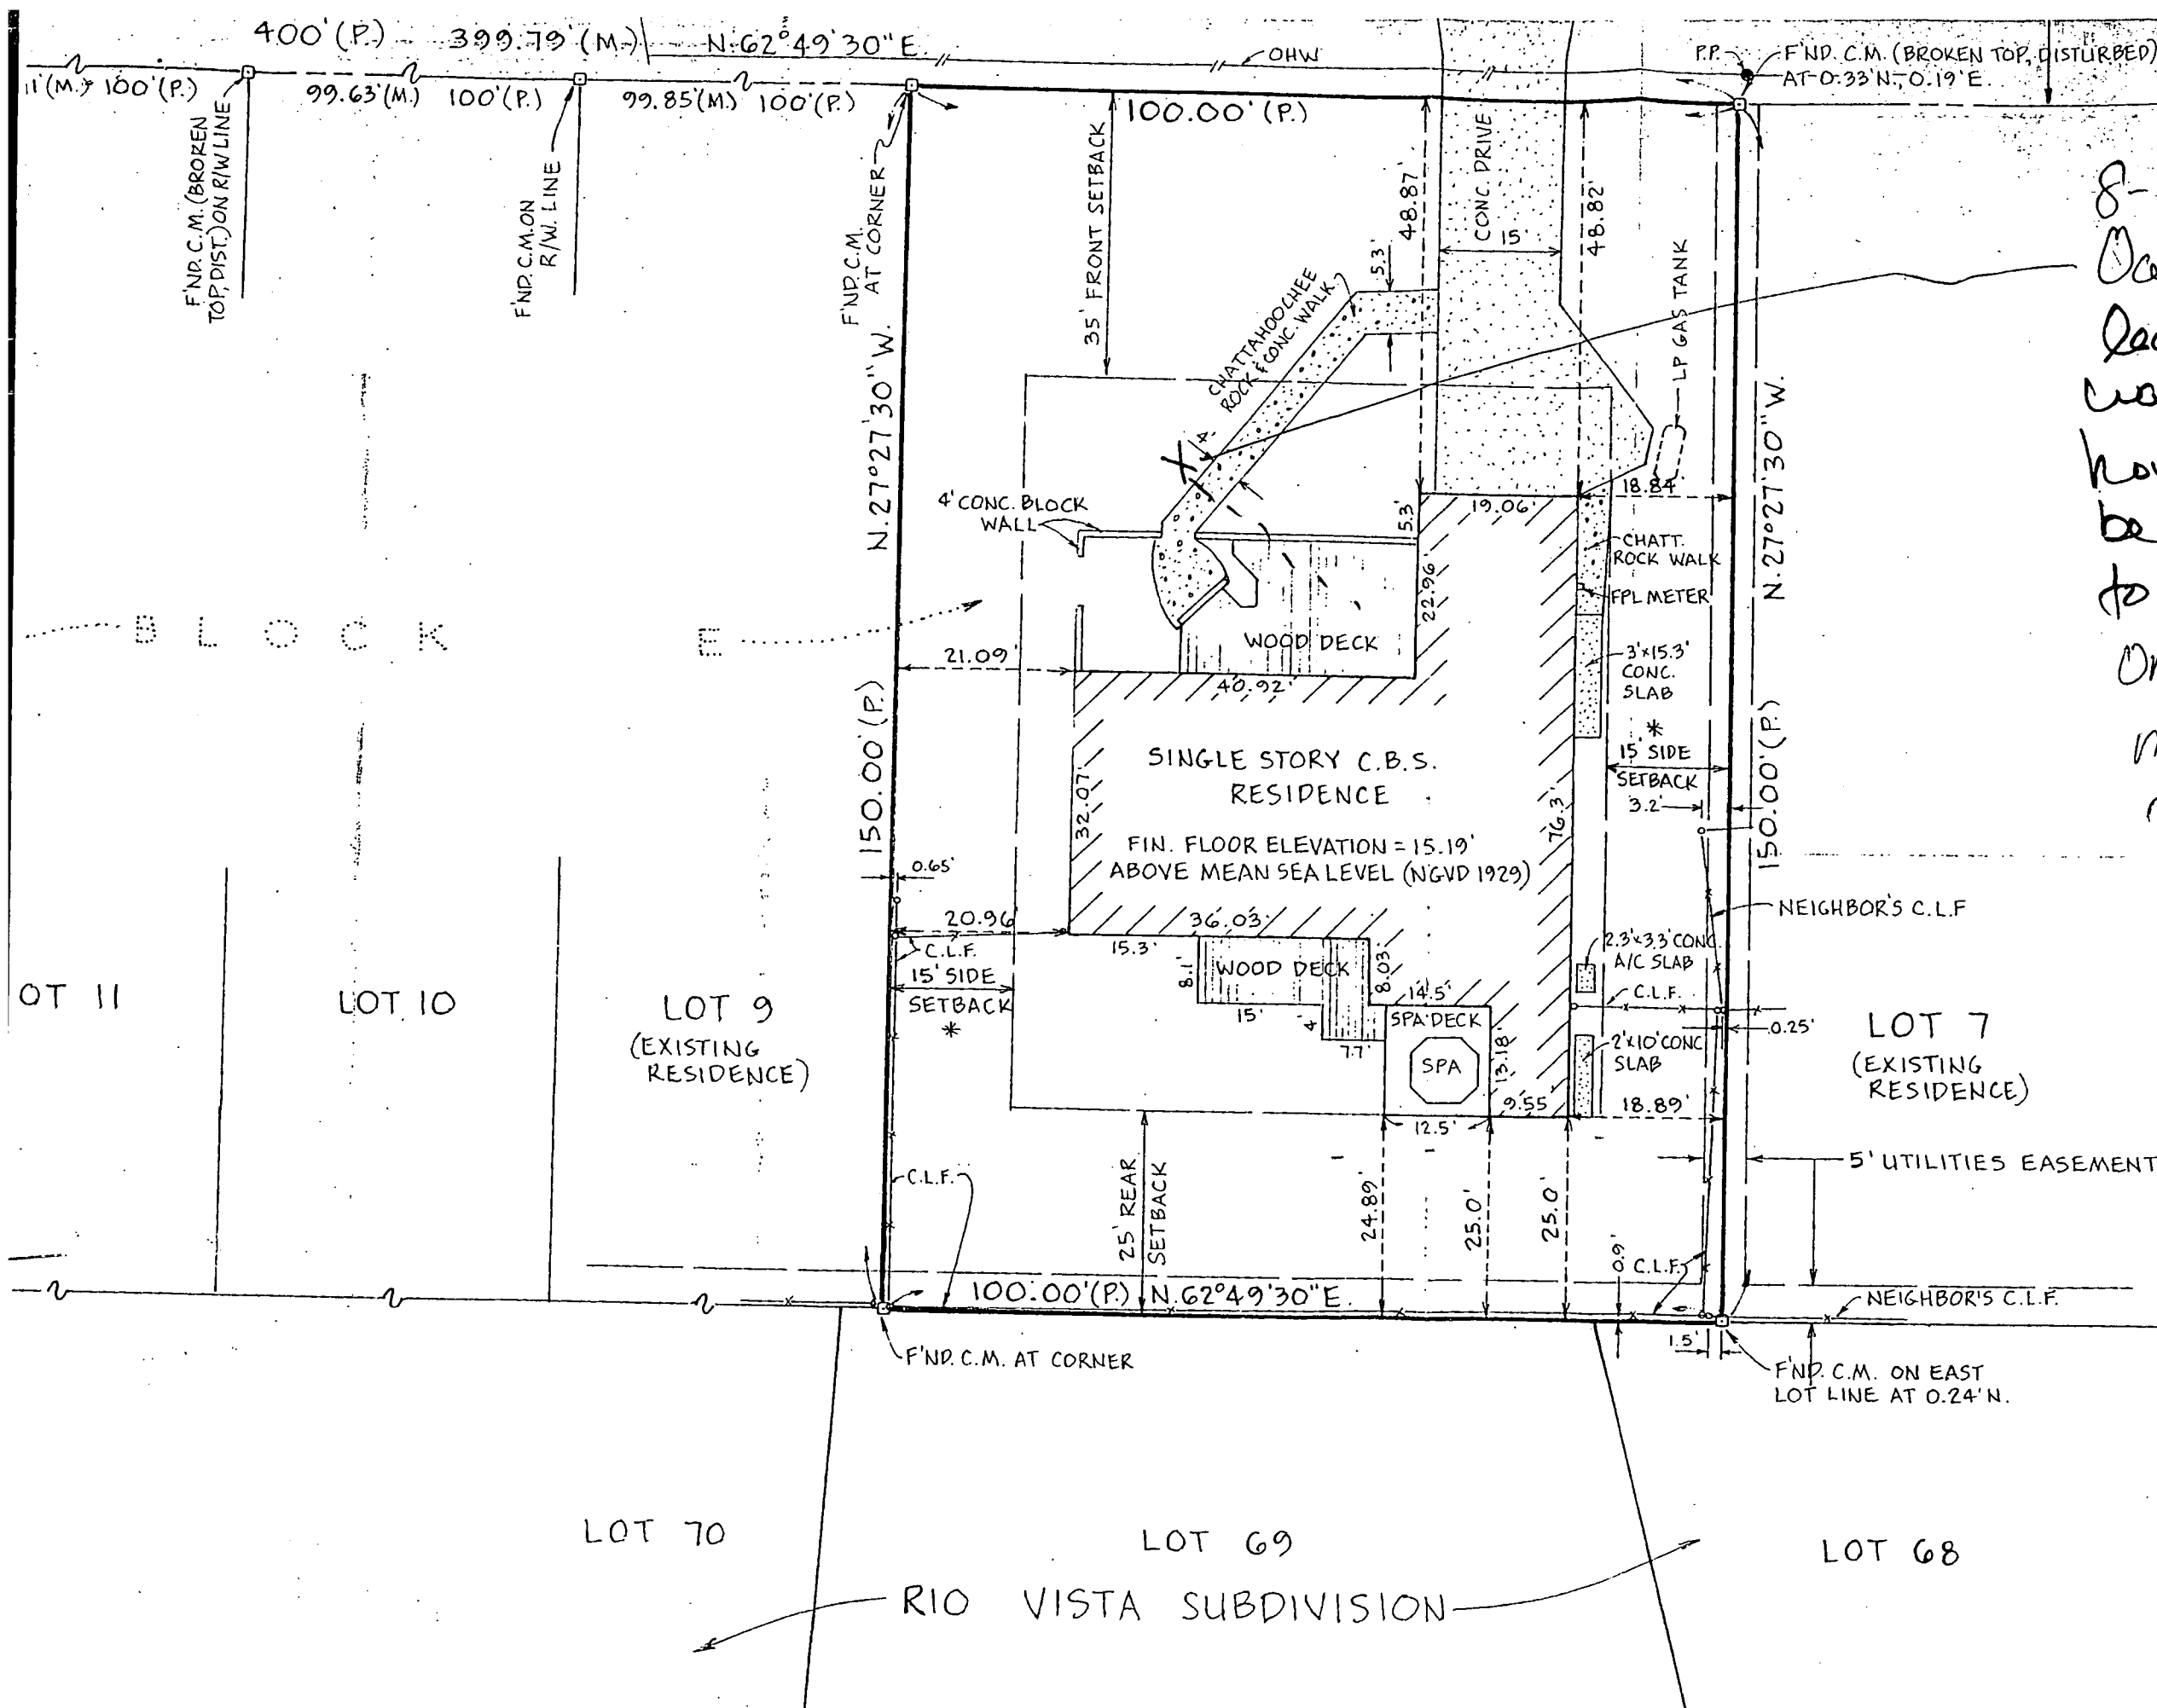 400'(P.) 399.79'(M.) N.62°49'30"E.
OHW
P.P.
F'ND. C.M. (BROKEN TOP, DISTURBED)
AT 0.33'N., 0.19'E.
11'(M.) 100'(P.)
99.63'(M.) 100'(P.)
99.85'(M.) 100'(P.)
100.00'(P.)
F'ND. C.M. (BROKEN
TOP, DIST.) ON R/W LINE
F'ND. C.M. ON
R/W. LINE
F'ND. C.M.
AT CORNER
35' FRONT SETBACK
48.87'
CONC. DRIVE
15'
48.82'
5.3'
LP GAS TANK
CHATTAHOOCHEE
ROCK & CONC. WALK
4'
X
8-
N.27°27'30"W.
N.27°27'30"W.
to
be
4' CONC. BLOCK
WALL
5.3'
19.06'
18.84'
CHATT.
ROCK WALK
FPL METER
22.96'
WOOD DECK
BLOCK E
21.09'
40.92'
3'x15.3'
CONC.
SLAB
*
15' SIDE
SETBACK
3.2'
150.00'(P.)
150.00'(P.)
SINGLE STORY C.B.S.
RESIDENCE
32.07'
76.3'
FIN. FLOOR ELEVATION = 15.19'
ABOVE MEAN SEA LEVEL (NGVD 1929)
0.65'
20.96'
36.03'
NEIGHBOR'S C.L.F
C.L.F.
15.3'
8.1'
WOOD DECK
8.03'
2.3'x3.3' CONC.
A/C SLAB
15' SIDE
SETBACK
*
14.5'
C.L.F.
15'
4'
SPA DECK
0.25'
7.7'
SPA
13.18'
2'x10' CONC
SLAB
OT 11
LOT 10
LOT 9
(EXISTING
RESIDENCE)
LOT 7
(EXISTING
RESIDENCE)
9.55'
18.89'
12.5'
5' UTILITIES EASEMENT
C.L.F.
25' REAR
SETBACK
24.89'
25.0'
25.0'
0.9'
C.L.F.
100.00'(P.) N.62°49'30"E.
NEIGHBOR'S C.L.F.
1.5'
F'ND. C.M. AT CORNER
F'ND. C.M. ON EAST
LOT LINE AT 0.24'N.
LOT 70
LOT 69
LOT 68
RIO VISTA SUBDIVISION